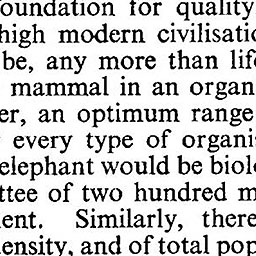 foundation for quality
high modern civilisatio
be, any more than life
mammal in an organ
er, an optimum range
every type of organis
elephant would be biolo
ttee of two hundred m
ent. Similarly, there
ensity, and of total pop